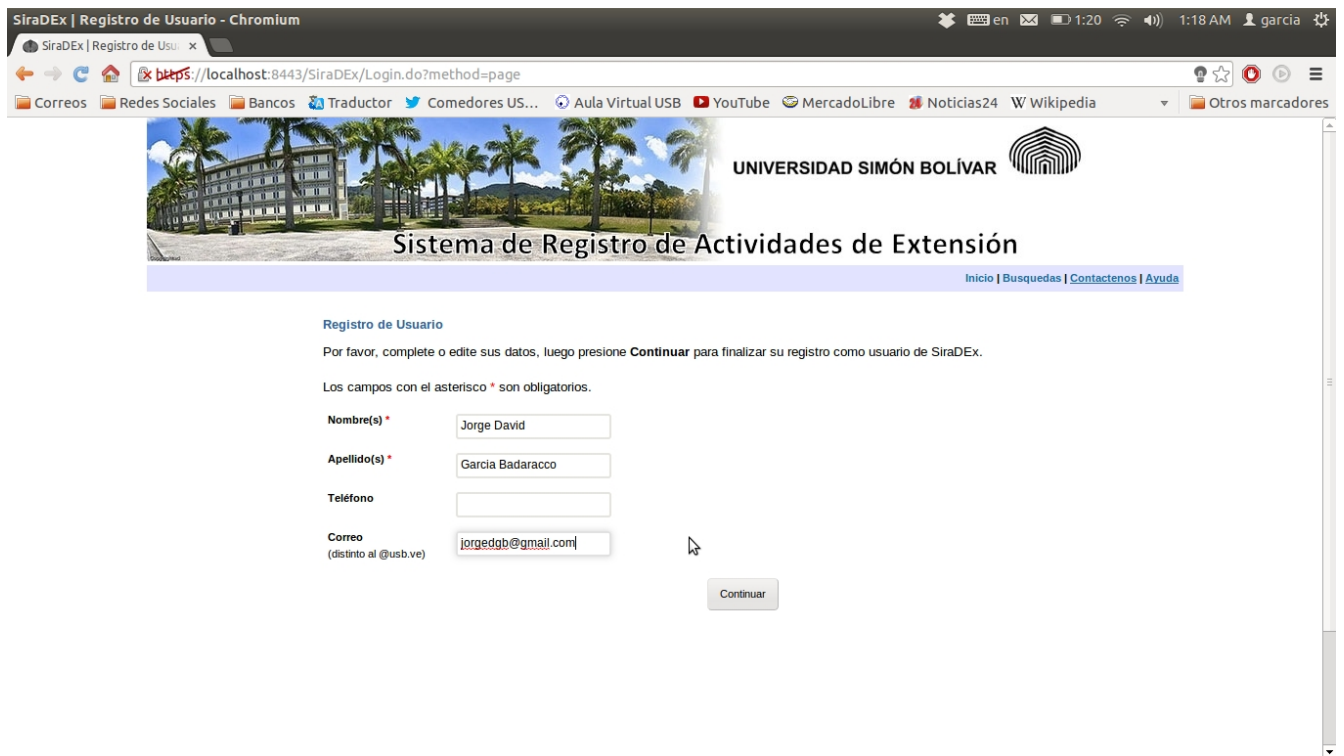 SiraDEx | Registro de Usuario - Chromium
en 1:20 1:18 AM garcia
SiraDEx | Registro de Usu
https://localhost:8443/SiraDEx/Login.do?method=page
Correos Redes Sociales Bancos Traductor Comedores US... Aula Virtual USB YouTube MercadoLibre Noticias24 Wikipedia Otros marcadores
UNIVERSIDAD SIMÓN BOLÍVAR
Sistema de Registro de Actividades de Extensión
Inicio | Busquedas | Contactenos | Ayuda
Registro de Usuario
Por favor, complete o edite sus datos, luego presione Continuar para finalizar su registro como usuario de SiraDEx.
Los campos con el asterisco * son obligatorios.
Nombre(s) * Jorge David
Apellido(s) * Garcia Badaracco
Teléfono
Correo jorgedgb@gmail.com
(distinto al @usb.ve)
Continuar